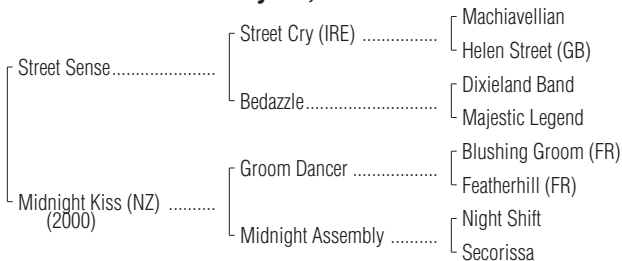 Machiavellian
Street Cry (IRE) ................
Helen Street (GB)
Street Sense......................
Dixieland Band
Bedazzle............................
Majestic Legend
Blushing Groom (FR)
Groom Dancer ..................
Featherhill (FR)
Midnight Kiss (NZ) ..........
(2000)
Night Shift
Midnight Assembly ..........
Secorissa